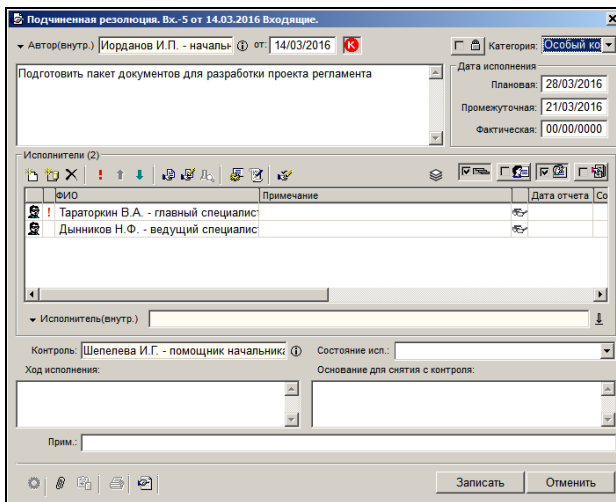 Подчиненная резолюция. Вх.-5 от 14.03.2016 Входящие.
Автор(внутр.) Иорданов И.П. - начальн от: 14/03/2016 К Категория: Особый ко
Подготовить пакет документов для разработки проекта регламента
Дата исполнения
Плановая: 28/03/2016
Промежуточная: 21/03/2016
Фактическая: 00/00/0000
Исполнители (2)
ФИО Примечание Дата отчета Со
! Тараторкин В.А. - главный специалис
Дынников Н.Ф. - ведущий специалис
Исполнитель(внутр.)
Контроль: Шепелева И.Г. - помощник начальника Состояние исп.:
Ход исполнения: Основание для снятия с контроля:
Прим.:
Записать Отменить